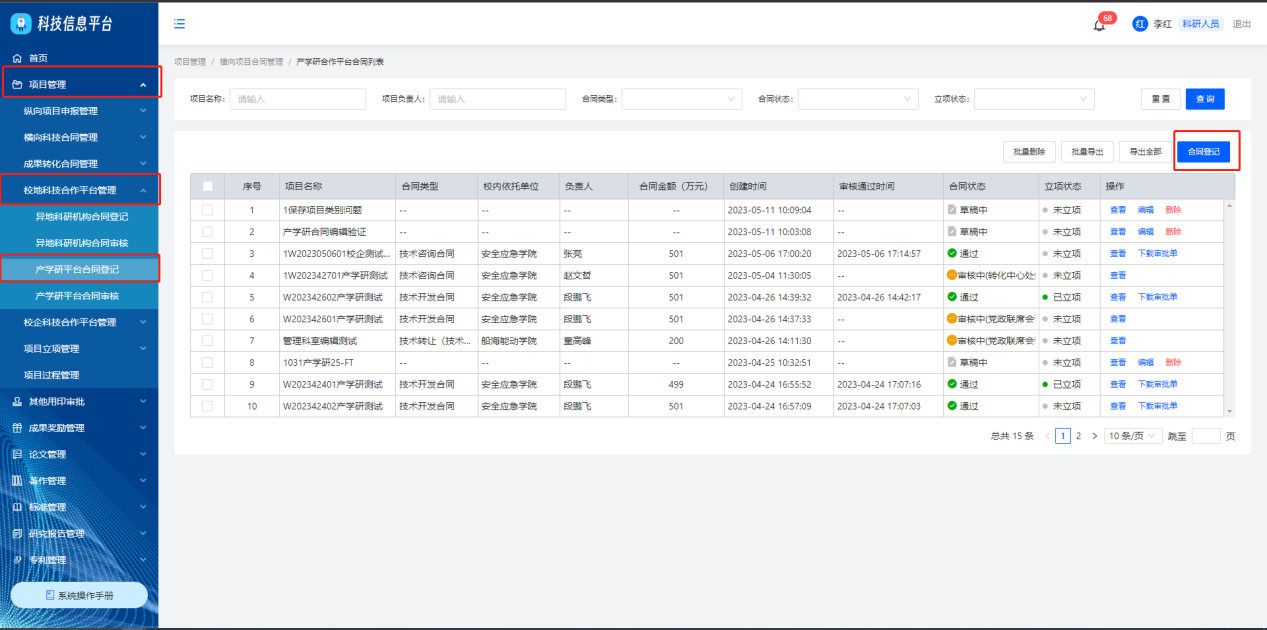 科技信息平台
68
红 李红 科研人员 退出
首页
项目管理
纵向项目申报管理
横向科技合同管理
成果转化合同管理
校地科技合作平台管理
异地科研机构合同登记
异地科研机构合同审核
产学研平台合同登记
产学研平台合同审核
校企科技合作平台管理
项目立项管理
项目过程管理
其他用印审批
成果奖励管理
论文管理
著作管理
标准管理
研究报告管理
专利管理
系统操作手册
项目管理 / 横向项目合同管理 / 产学研合作平台合同列表
项目名称: 请输入 项目负责人: 请输入 合同类型: 合同状态: 立项状态: 重置 查询
批量删除 批量导出 导出全部 合同登记
序号 项目名称 合同类型 校内依托单位 负责人 合同金额（万元） 创建时间 审核通过时间 合同状态 立项状态 操作
1 1保存项目类别问题 -- -- -- -- 2023-05-11 10:09:04 -- 草稿中 未立项 查看 编辑 删除
2 产学研合同编辑验证 -- -- -- -- 2023-05-11 10:03:08 -- 草稿中 未立项 查看 编辑 删除
3 1W2023050601校企测试... 技术咨询合同 安全应急学院 张亮 501 2023-05-06 17:00:20 2023-05-06 17:14:57 通过 未立项 查看 下载审批单
4 1W202342701产学研测试 技术咨询合同 安全应急学院 赵文哲 501 2023-05-04 11:30:05 -- 审核中(转化中心处 未立项 查看
5 W202342602产学研测试 技术开发合同 安全应急学院 段鹏飞 501 2023-04-26 14:39:32 2023-04-26 14:42:17 通过 已立项 查看 下载审批单
6 W202342601产学研测试 技术开发合同 安全应急学院 段鹏飞 501 2023-04-26 14:37:33 -- 审核中(党政联席会 未立项 查看
7 管理科室编辑测试 技术转让（技术... 船海能动学院 童高峰 200 2023-04-26 14:11:30 -- 审核中(党政联席会 未立项 查看
8 1031产学研25-FT -- -- -- -- 2023-04-25 10:32:51 -- 草稿中 未立项 查看 编辑 删除
9 W202342401产学研测试 技术开发合同 安全应急学院 段鹏飞 499 2023-04-24 16:55:52 2023-04-24 17:07:16 通过 已立项 查看 下载审批单
10 W202342402产学研测试 技术开发合同 安全应急学院 段鹏飞 501 2023-04-24 16:57:09 2023-04-24 17:07:03 通过 未立项 查看 下载审批单
总共 15 条 < 1 2 > 10 条/页 跳至 页